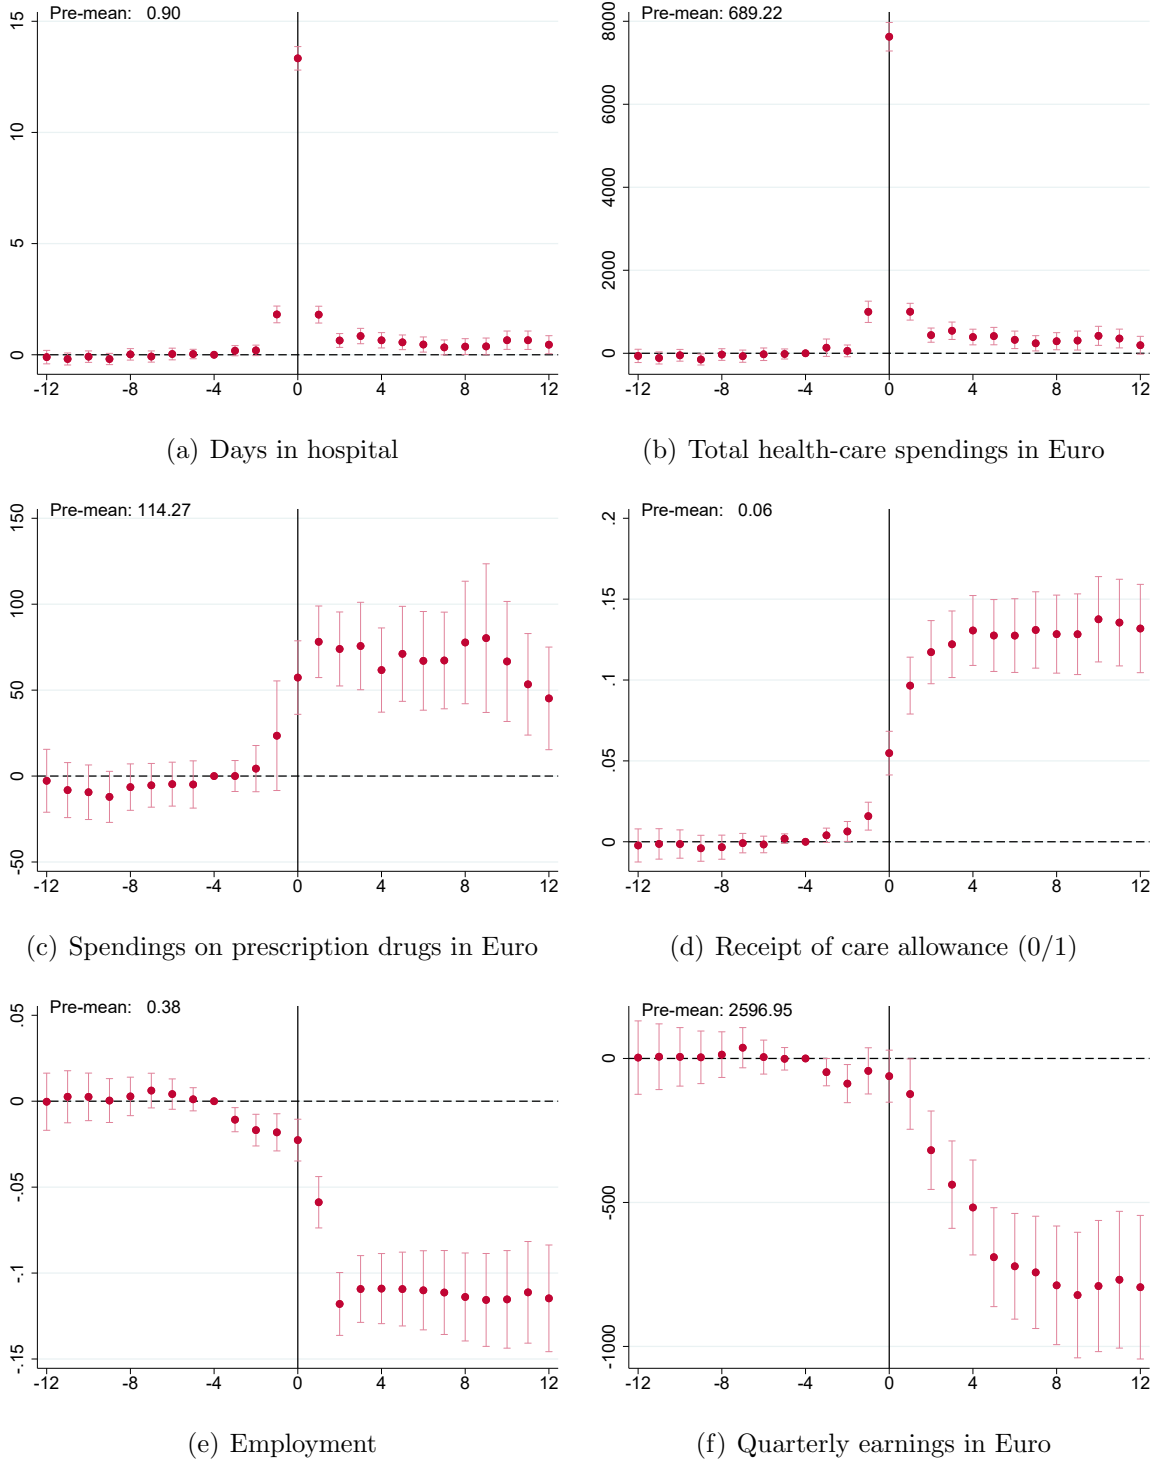 Pre-mean: 0.90
15
10
5
0
-12 -8 -4 0 4 8 12
(a) Days in hospital
Pre-mean: 689.22
8000
6000
4000
2000
0
-12 -8 -4 0 4 8 12
(b) Total health-care spendings in Euro
Pre-mean: 114.27
150
100
50
0
-50
-12 -8 -4 0 4 8 12
(c) Spendings on prescription drugs in Euro
Pre-mean: 0.06
.2
.15
.1
.05
0
-12 -8 -4 0 4 8 12
(d) Receipt of care allowance (0/1)
Pre-mean: 0.38
.05
0
-.05
-.1
-.15
-12 -8 -4 0 4 8 12
(e) Employment
Pre-mean: 2596.95
0
-500
-1000
-12 -8 -4 0 4 8 12
(f) Quarterly earnings in Euro